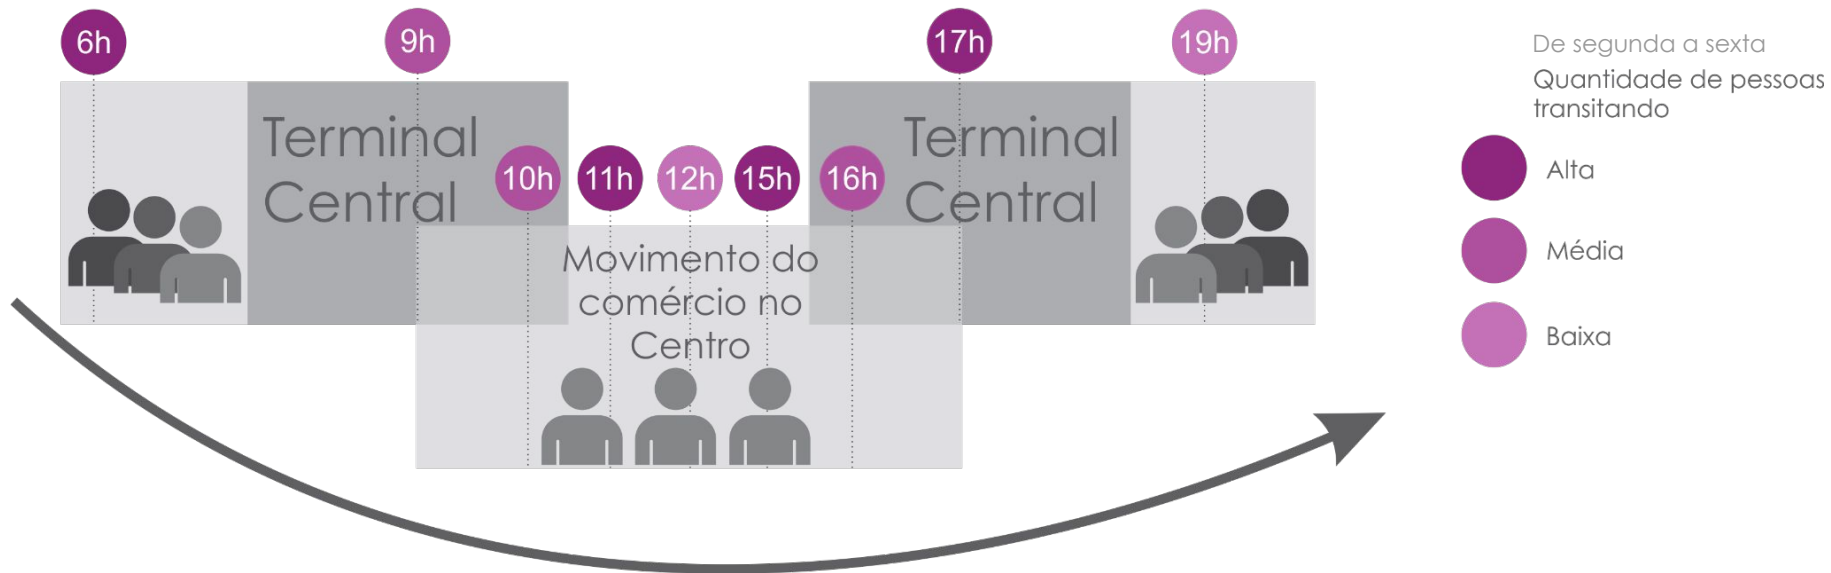 6h
9h
17h
19h
De segunda a sexta
Quantidade de pessoas
transitando
Terminal
Central
Terminal
Central
10h
11h
12h
15h
16h
Alta
Movimento do
comércio no
Centro
Média
Baixa